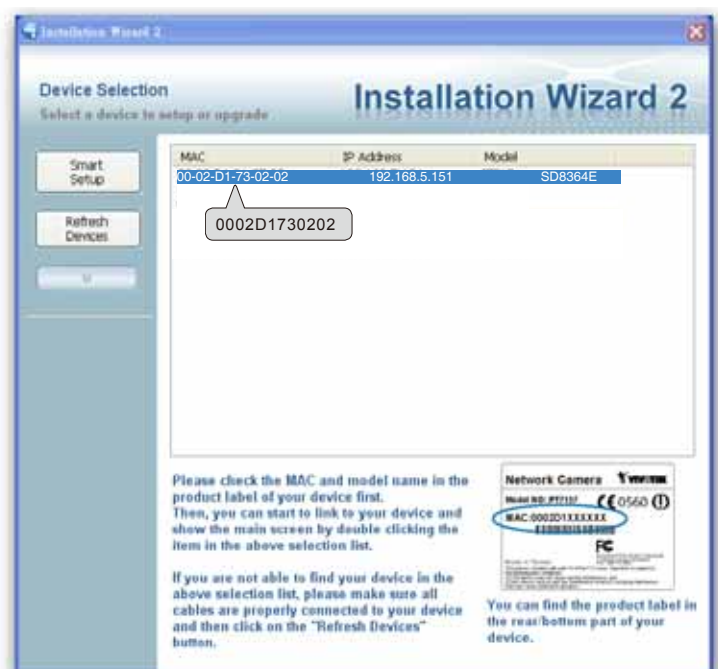 Installation Wizard 2
Device Selection
Select a device to setup or upgrade
Installation Wizard 2
Smart
Setup
Refresh
Devices
MAC IP Address Model
00-02-D1-73-02-02 192.168.5.151 SD8364E
0002D1730202
Please check the MAC and model name in the
product label of your device first.
Then, you can start to link to your device and
show the main screen by double clicking the
item in the above selection list.
If you are not able to find your device in the
above selection list, please make sure all
cables are properly connected to your device
and then click on the "Refresh Devices"
button.
Network Camera VIVOTEK
Model NO: PT7137 CE0560
MAC:0002D1XXXXXX
FC
You can find the product label in
the rear/bottom part of your
device.